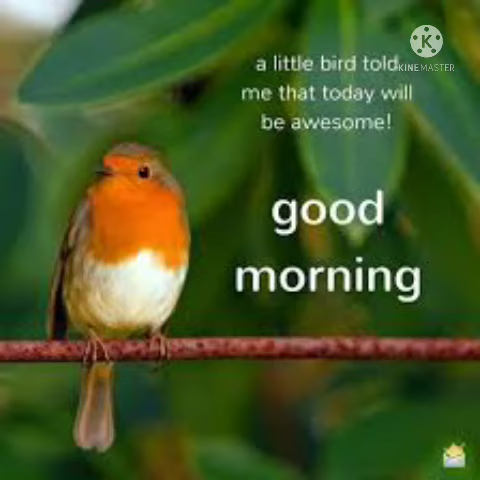 a little bird told
me that today will
be awesome!
good
morning
K
KINEMASTER